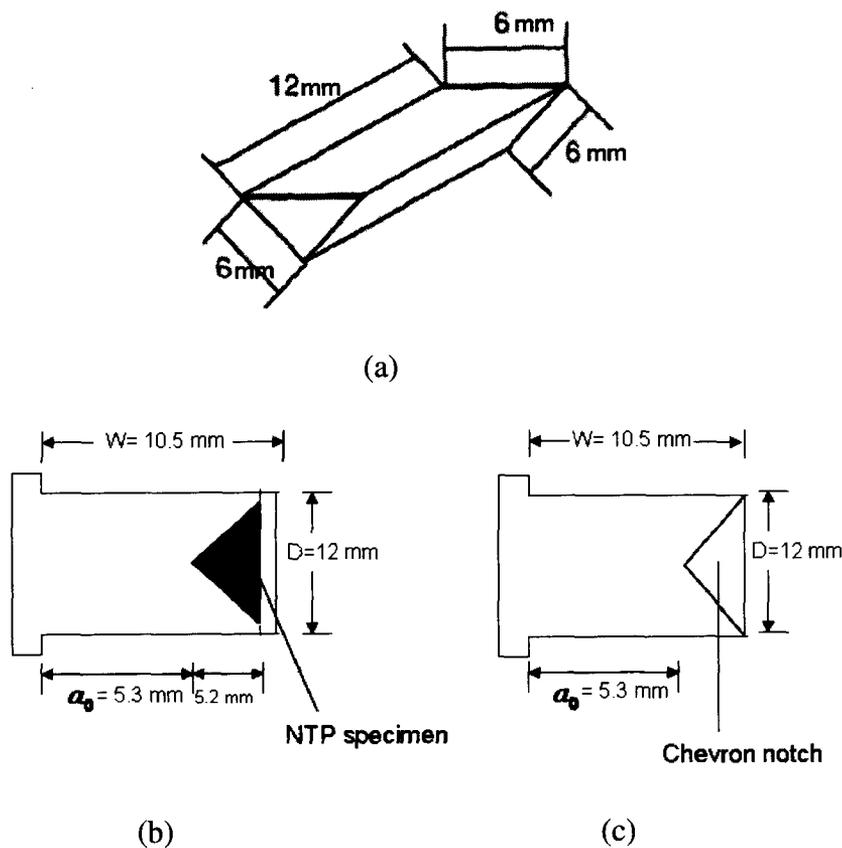 6 mm
12mm
6 mm
6mm
(a)
W= 10.5 mm
D=12 mm
a₀ = 5.3 mm
5.2 mm
NTP specimen
(b)
W= 10.5 mm
D=12 mm
a₀ = 5.3 mm
Chevron notch
(c)